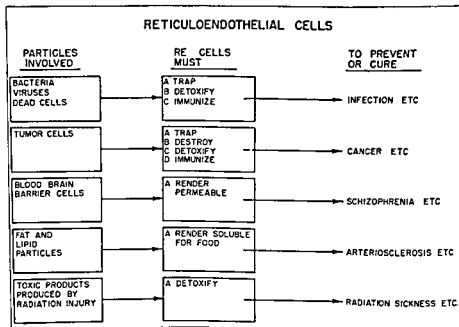 RETICULOENDOTHELIAL CELLS
PARTICLES
INVOLVED
RE CELLS
MUST
TO PREVENT
OR CURE
BACTERIA
VIRUSES
DEAD CELLS
A TRAP
B DETOXIFY
C IMMUNIZE
INFECTION ETC
TUMOR CELLS
A TRAP
B DESTROY
C DETOXIFY
D IMMUNIZE
CANCER ETC
BLOOD BRAIN
BARRIER CELLS
A RENDER
PERMEABLE
SCHIZOPHRENIA ETC
FAT AND
LIPID
PARTICLES
A RENDER SOLUBLE
FOR FOOD
ARTERIOSCLEROSIS ETC
TOXIC PRODUCTS
PRODUCED BY
RADIATION INJURY
A DETOXIFY
RADIATION SICKNESS ETC.